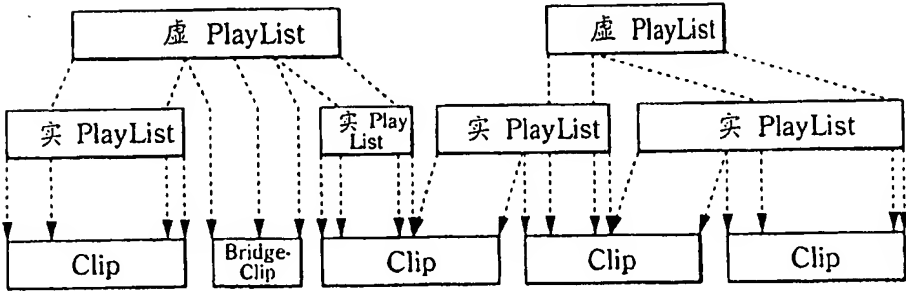 虚 PlayList
虚 PlayList
实 PlayList
实 Play
List
实 PlayList
实 PlayList
Clip
Bridge-
Clip
Clip
Clip
Clip